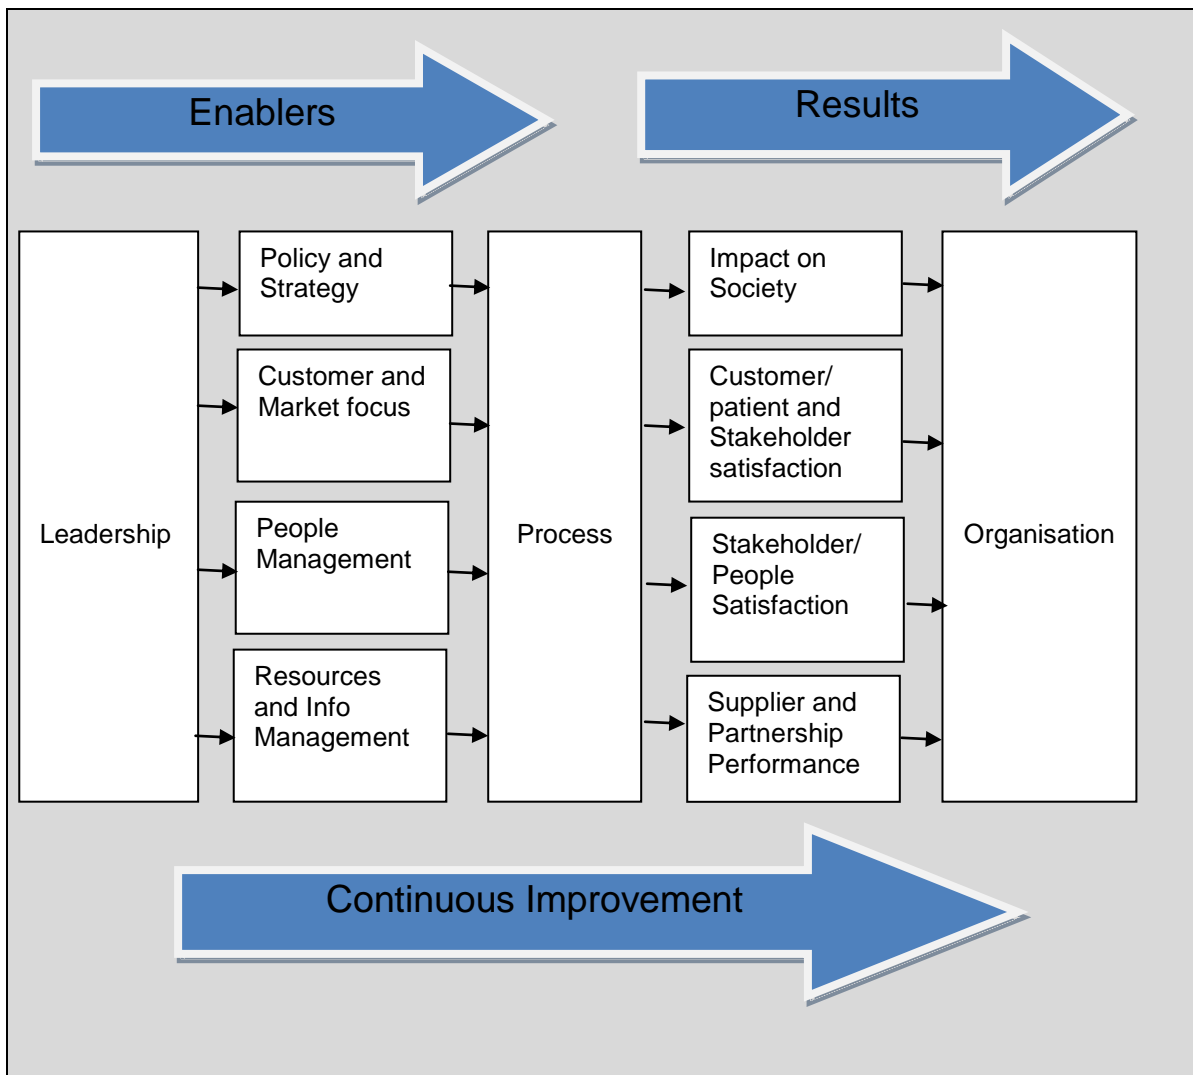 Enablers
Results
Leadership
Policy and
Strategy
Customer and
Market focus
People
Management
Resources
and Info
Management
Process
Impact on
Society
Customer/
patient and
Stakeholder
satisfaction
Stakeholder/
People
Satisfaction
Supplier and
Partnership
Performance
Organisation
Continuous Improvement